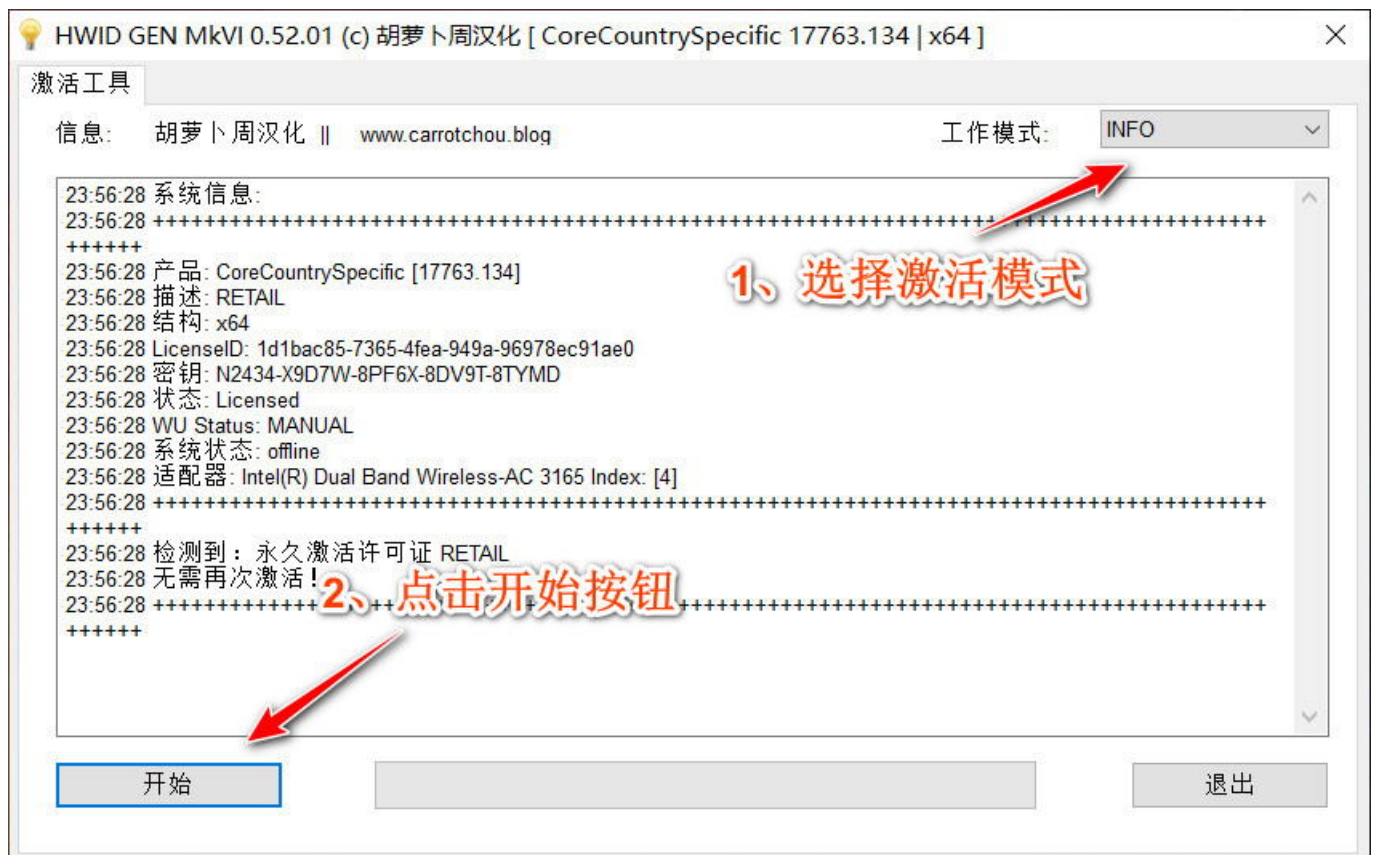 HWID GEN MkVI 0.52.01 (c) 胡萝卜周汉化 [ CoreCountrySpecific 17763.134 | x64 ]
激活工具
信息: 胡萝卜周汉化 || www.carrotchou.blog 工作模式: INFO
23:56:28 系统信息:
23:56:28 ++++++++++++++++++++++++++++++++++++++++++++++++++++++++++++++++++++++++++++++++++++++
++++++
23:56:28 产品: CoreCountrySpecific [17763.134]
1、选择激活模式
23:56:28 描述: RETAIL
23:56:28 结构: x64
23:56:28 LicenseID: 1d1bac85-7365-4fea-949a-96978ec91ae0
23:56:28 密钥: N2434-X9D7W-8PF6X-8DV9T-8TYMD
23:56:28 状态: Licensed
23:56:28 WU Status: MANUAL
23:56:28 系统状态: offline
23:56:28 适配器: Intel(R) Dual Band Wireless-AC 3165 Index: [4]
23:56:28 ++++++++++++++++++++++++++++++++++++++++++++++++++++++++++++++++++++++++++++++++++++++
++++++
23:56:28 检测到：永久激活许可证 RETAIL
23:56:28 无需再次激活!
2、点击开始按钮
23:56:28 ++++++++++++++++++++++++++++++++++++++++++++++++++++++++++++++++++++++++++++++++++++++
++++++
开始 退出